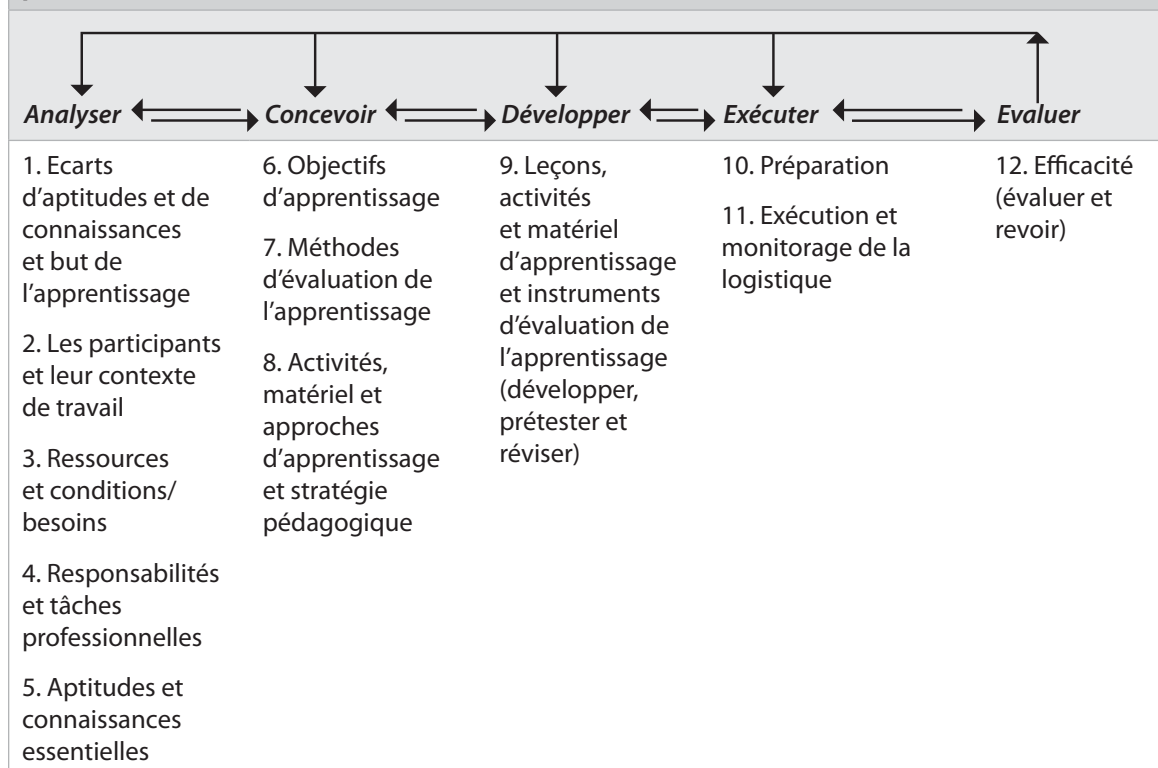 Analyser Concevoir Développer Exécuter Evaluer
1. Ecarts
d'aptitudes et de
connaissances
et but de
l'apprentissage
2. Les participants
et leur contexte
de travail
3. Ressources
et conditions/
besoins
4. Responsabilités
et tâches
professionnelles
5. Aptitudes et
connaissances
essentielles
6. Objectifs
d'apprentissage
7. Méthodes
d'évaluation de
l'apprentissage
8. Activités,
matériel et
approches
d'apprentissage
et stratégie
pédagogique
9. Leçons,
activités
et matériel
d'apprentissage
et instruments
d'évaluation de
l'apprentissage
(développer,
prétester et
réviser)
10. Préparation
11. Exécution et
monitorage de la
logistique
12. Efficacité
(évaluer et
revoir)